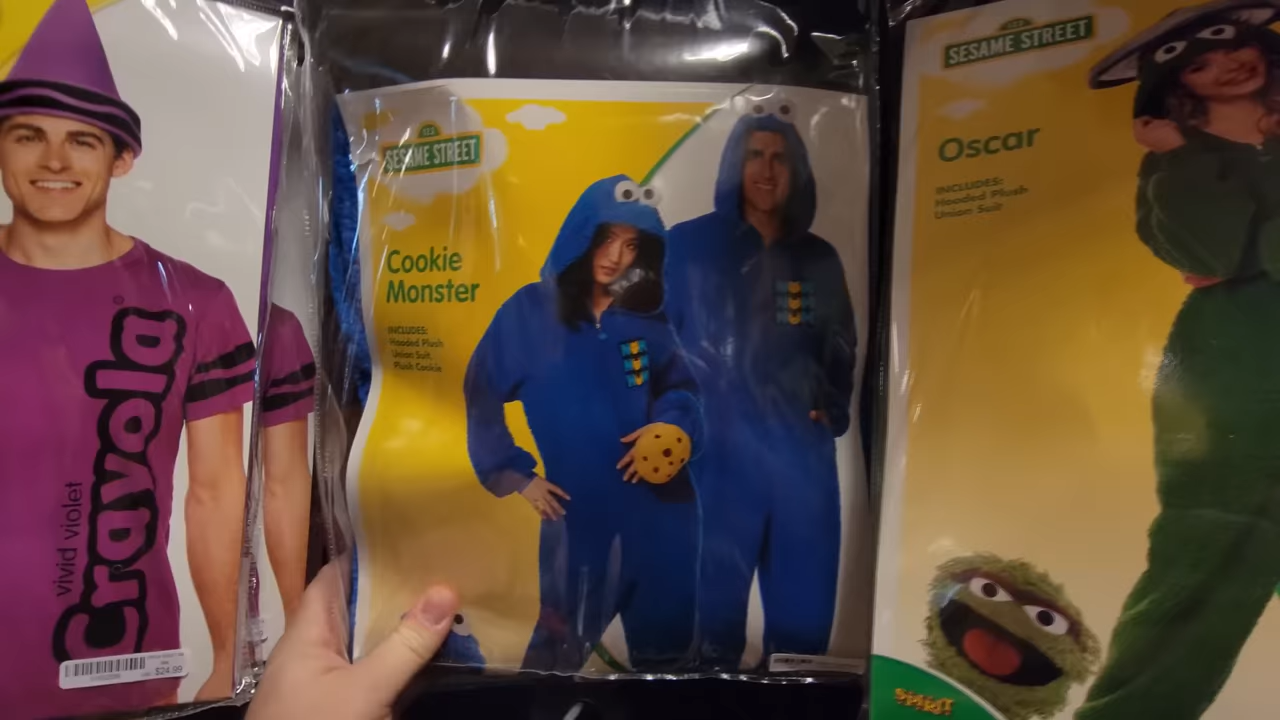 vivid violet
Crayola
$24.99
SESAME STREET
Cookie
Monster
INCLUDES:
Hooded Plush
Union Suit,
Plush Cookie
SESAME STREET
Oscar
INCLUDES:
Hooded Plush
Union Suit
SPIRIT